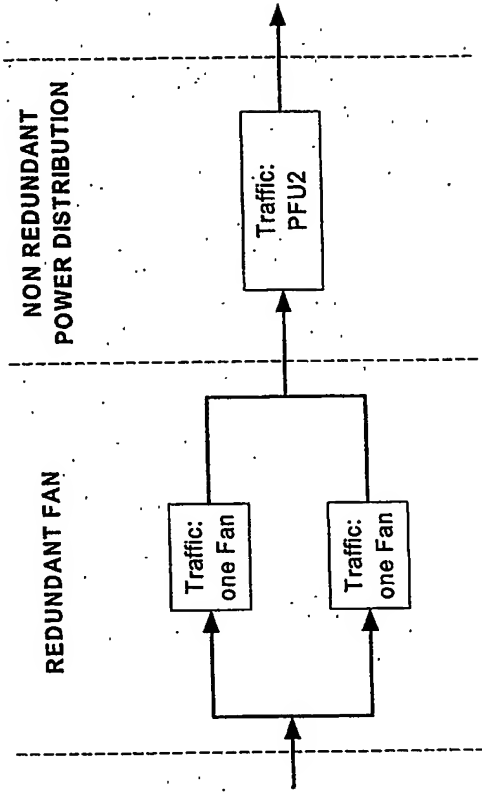 REDUNDANT FAN
NON REDUNDANT
POWER DISTRIBUTION
Traffic:
one Fan
Traffic:
one Fan
Traffic:
PFU2